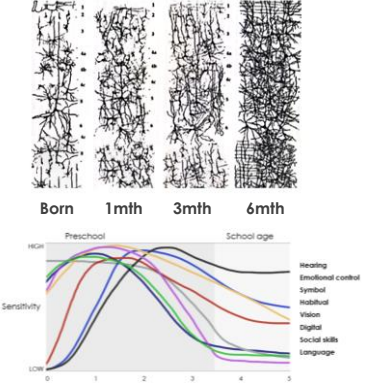 Born 1mth 3mth 6mth
Preschool School age
HIGH
Sensitivity
LOW
0 1 2 3 4 5
Hearing
Emotional control
Symbol
Habitual
Vision
Digital
Social skills
Language